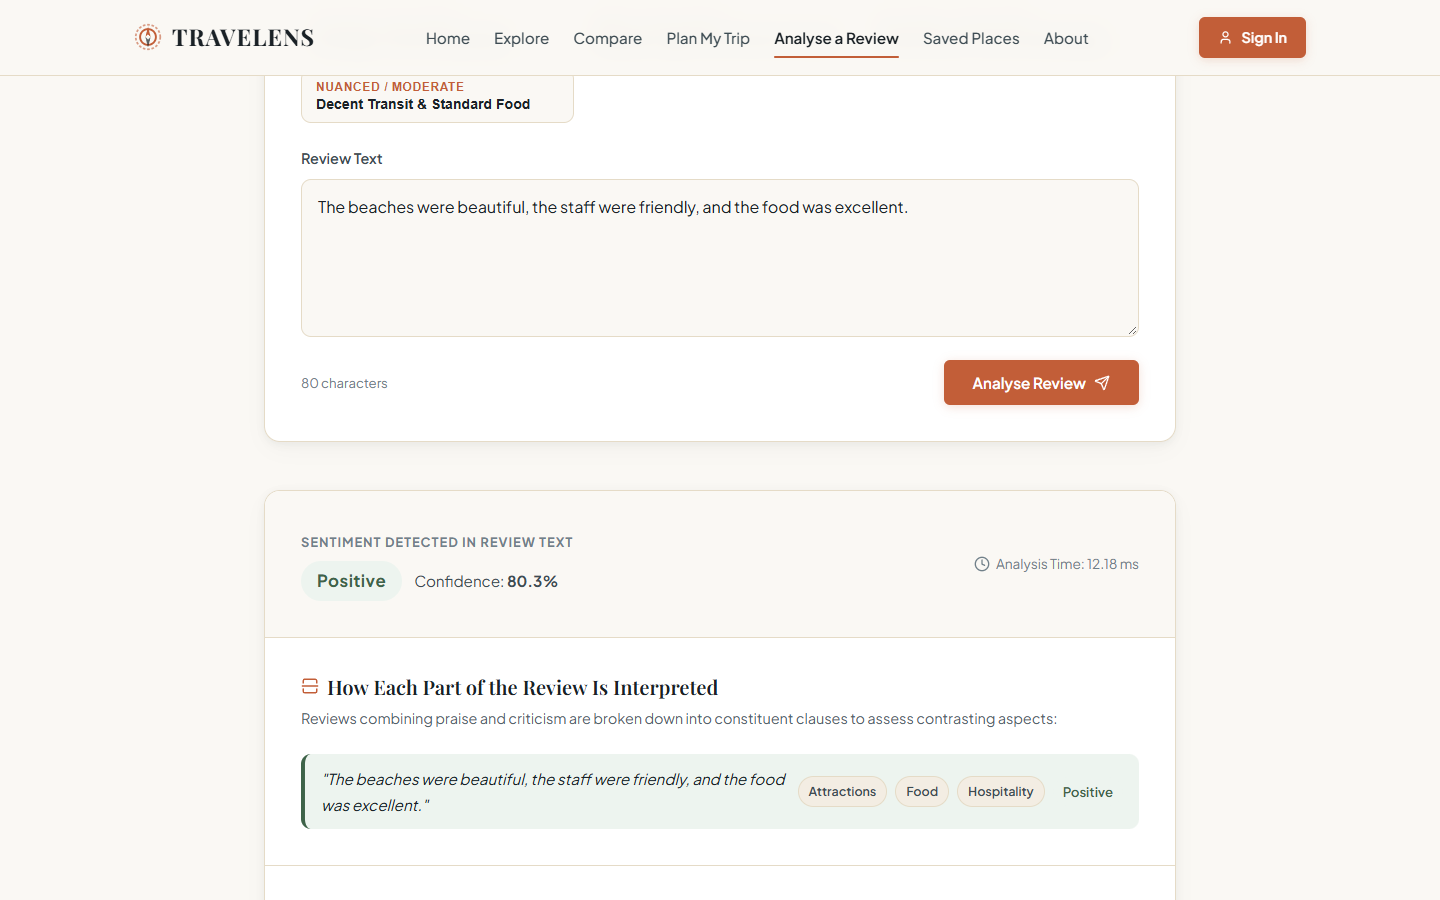 TRAVELENS
Home
Explore
Compare
Plan My Trip
Analyse a Review
Saved Places
About
Sign In
NUANCED / MODERATE
Decent Transit & Standard Food
Review Text
The beaches were beautiful, the staff were friendly, and the food was excellent.
80 characters
Analyse Review
SENTIMENT DETECTED IN REVIEW TEXT
Positive
Confidence: 80.3%
Analysis Time: 12.18 ms
How Each Part of the Review Is Interpreted
Reviews combining praise and criticism are broken down into constituent clauses to assess contrasting aspects:
"The beaches were beautiful, the staff were friendly, and the food
was excellent."
Attractions
Food
Hospitality
Positive